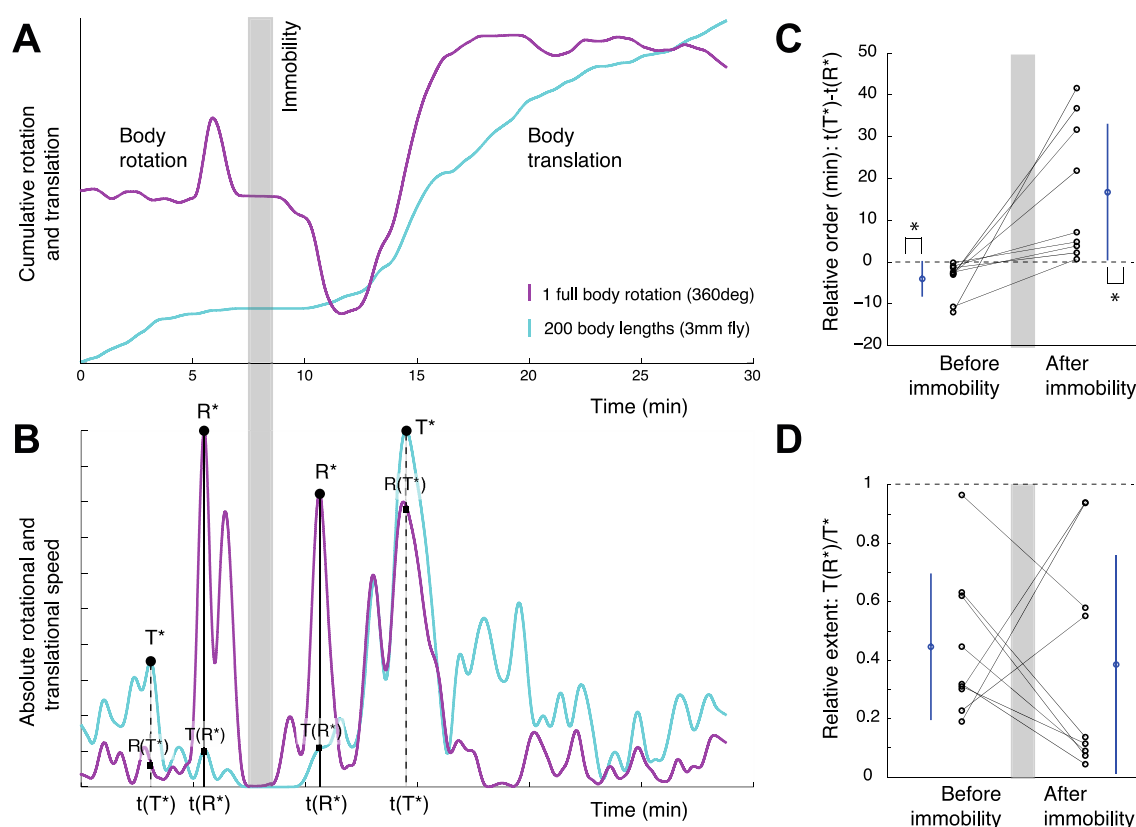 A
Cumulative rotation
and translation
Body
rotation
Immobility
Body
translation
1 full body rotation (360deg)
200 body lengths (3mm fly)
0
5
10
15
20
25
30
Time (min)
B
Absolute rotational and
translational speed
R*
T*
R(T*)
T(R*)
R*
T(R*)
T*
R(T*)
t(T*)
t(R*)
t(R*)
t(T*)
Time (min)
C
Relative order (min): t(T*)-t(R*)
50
40
30
20
10
0
−10
−20
*
*
Before
immobility
After
immobility
D
Relative extent: T(R*)/T*
1
0.8
0.6
0.4
0.2
0
Before
immobility
After
immobility